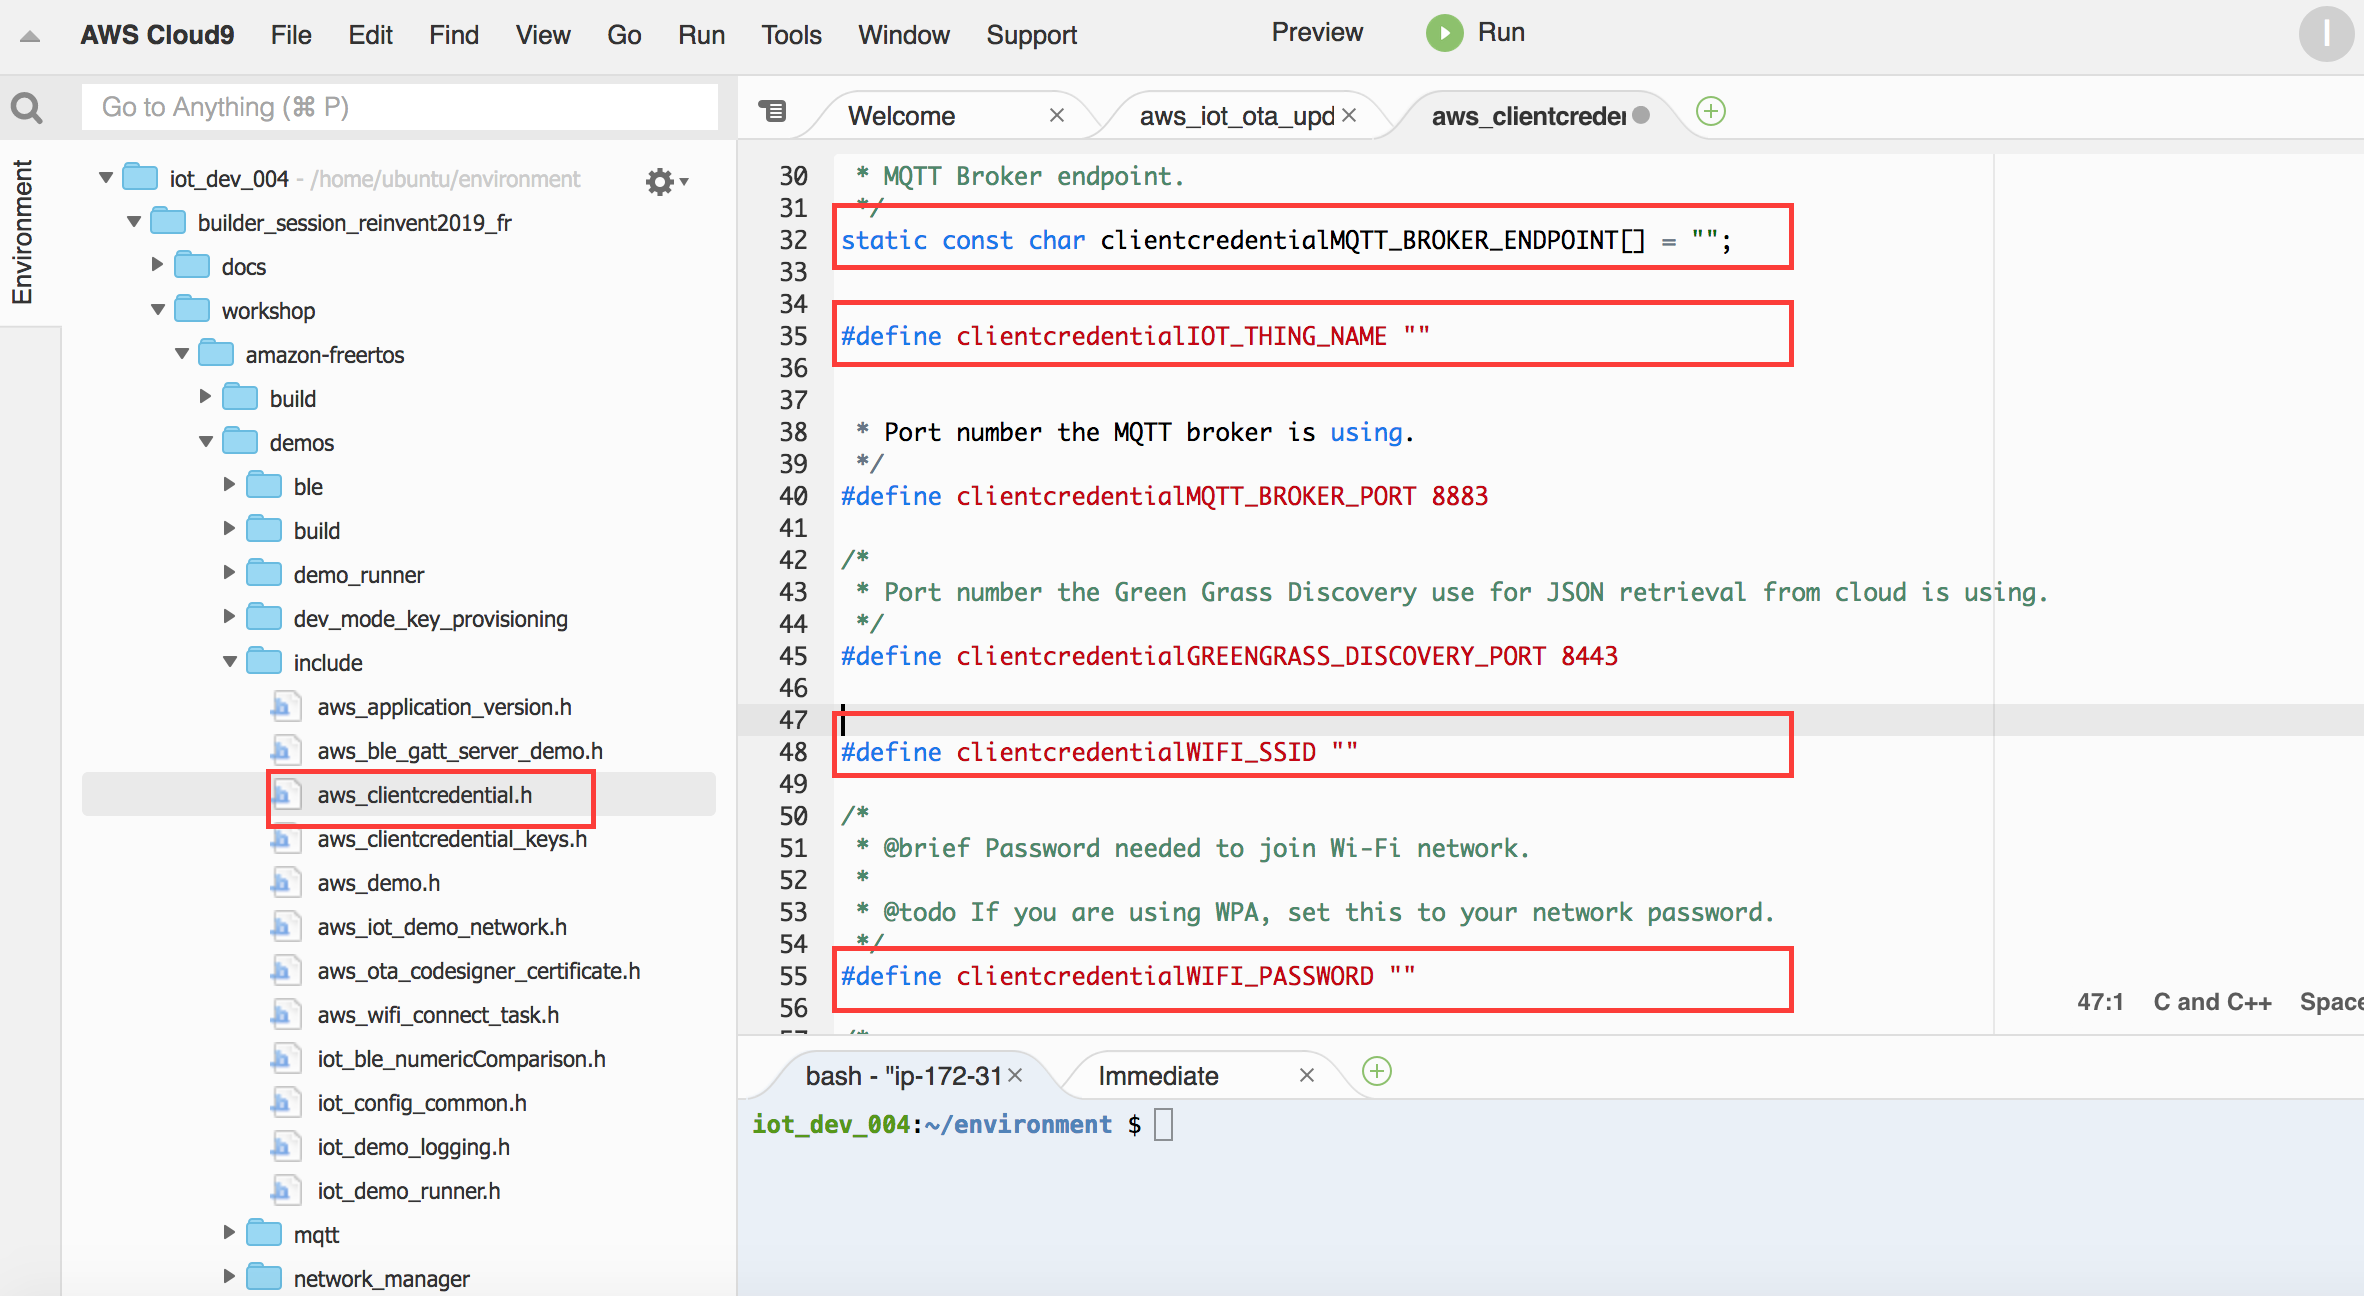 AWS Cloud9 File Edit Find View Go Run Tools Window Support Preview Run
Go to Anything (⌘ P)
Environment
iot_dev_004 - /home/ubuntu/environment
builder_session_reinvent2019_fr
docs
workshop
amazon-freertos
build
demos
ble
build
demo_runner
dev_mode_key_provisioning
include
aws_application_version.h
aws_ble_gatt_server_demo.h
aws_clientcredential.h
aws_clientcredential_keys.h
aws_demo.h
aws_iot_demo_network.h
aws_ota_codesigner_certificate.h
aws_wifi_connect_task.h
iot_ble_numericComparison.h
iot_config_common.h
iot_demo_logging.h
iot_demo_runner.h
mqtt
network_manager
Welcome aws_iot_ota_upd aws_clientcreder
30 * MQTT Broker endpoint.
31 */
32 static const char clientcredentialMQTT_BROKER_ENDPOINT[] = "";
33
34
35 #define clientcredentialIOT_THING_NAME ""
36
37
38 * Port number the MQTT broker is using.
39 */
40 #define clientcredentialMQTT_BROKER_PORT 8883
41
42 /*
43 * Port number the Green Grass Discovery use for JSON retrieval from cloud is using.
44 */
45 #define clientcredentialGREENGRASS_DISCOVERY_PORT 8443
46
47
48 #define clientcredentialWIFI_SSID ""
49
50 /*
51 * @brief Password needed to join Wi-Fi network.
52 *
53 * @todo If you are using WPA, set this to your network password.
54 */
55 #define clientcredentialWIFI_PASSWORD ""
56
57 /*
47:1 C and C++ Space
bash - "ip-172-31 Immediate
iot_dev_004:~/environment $